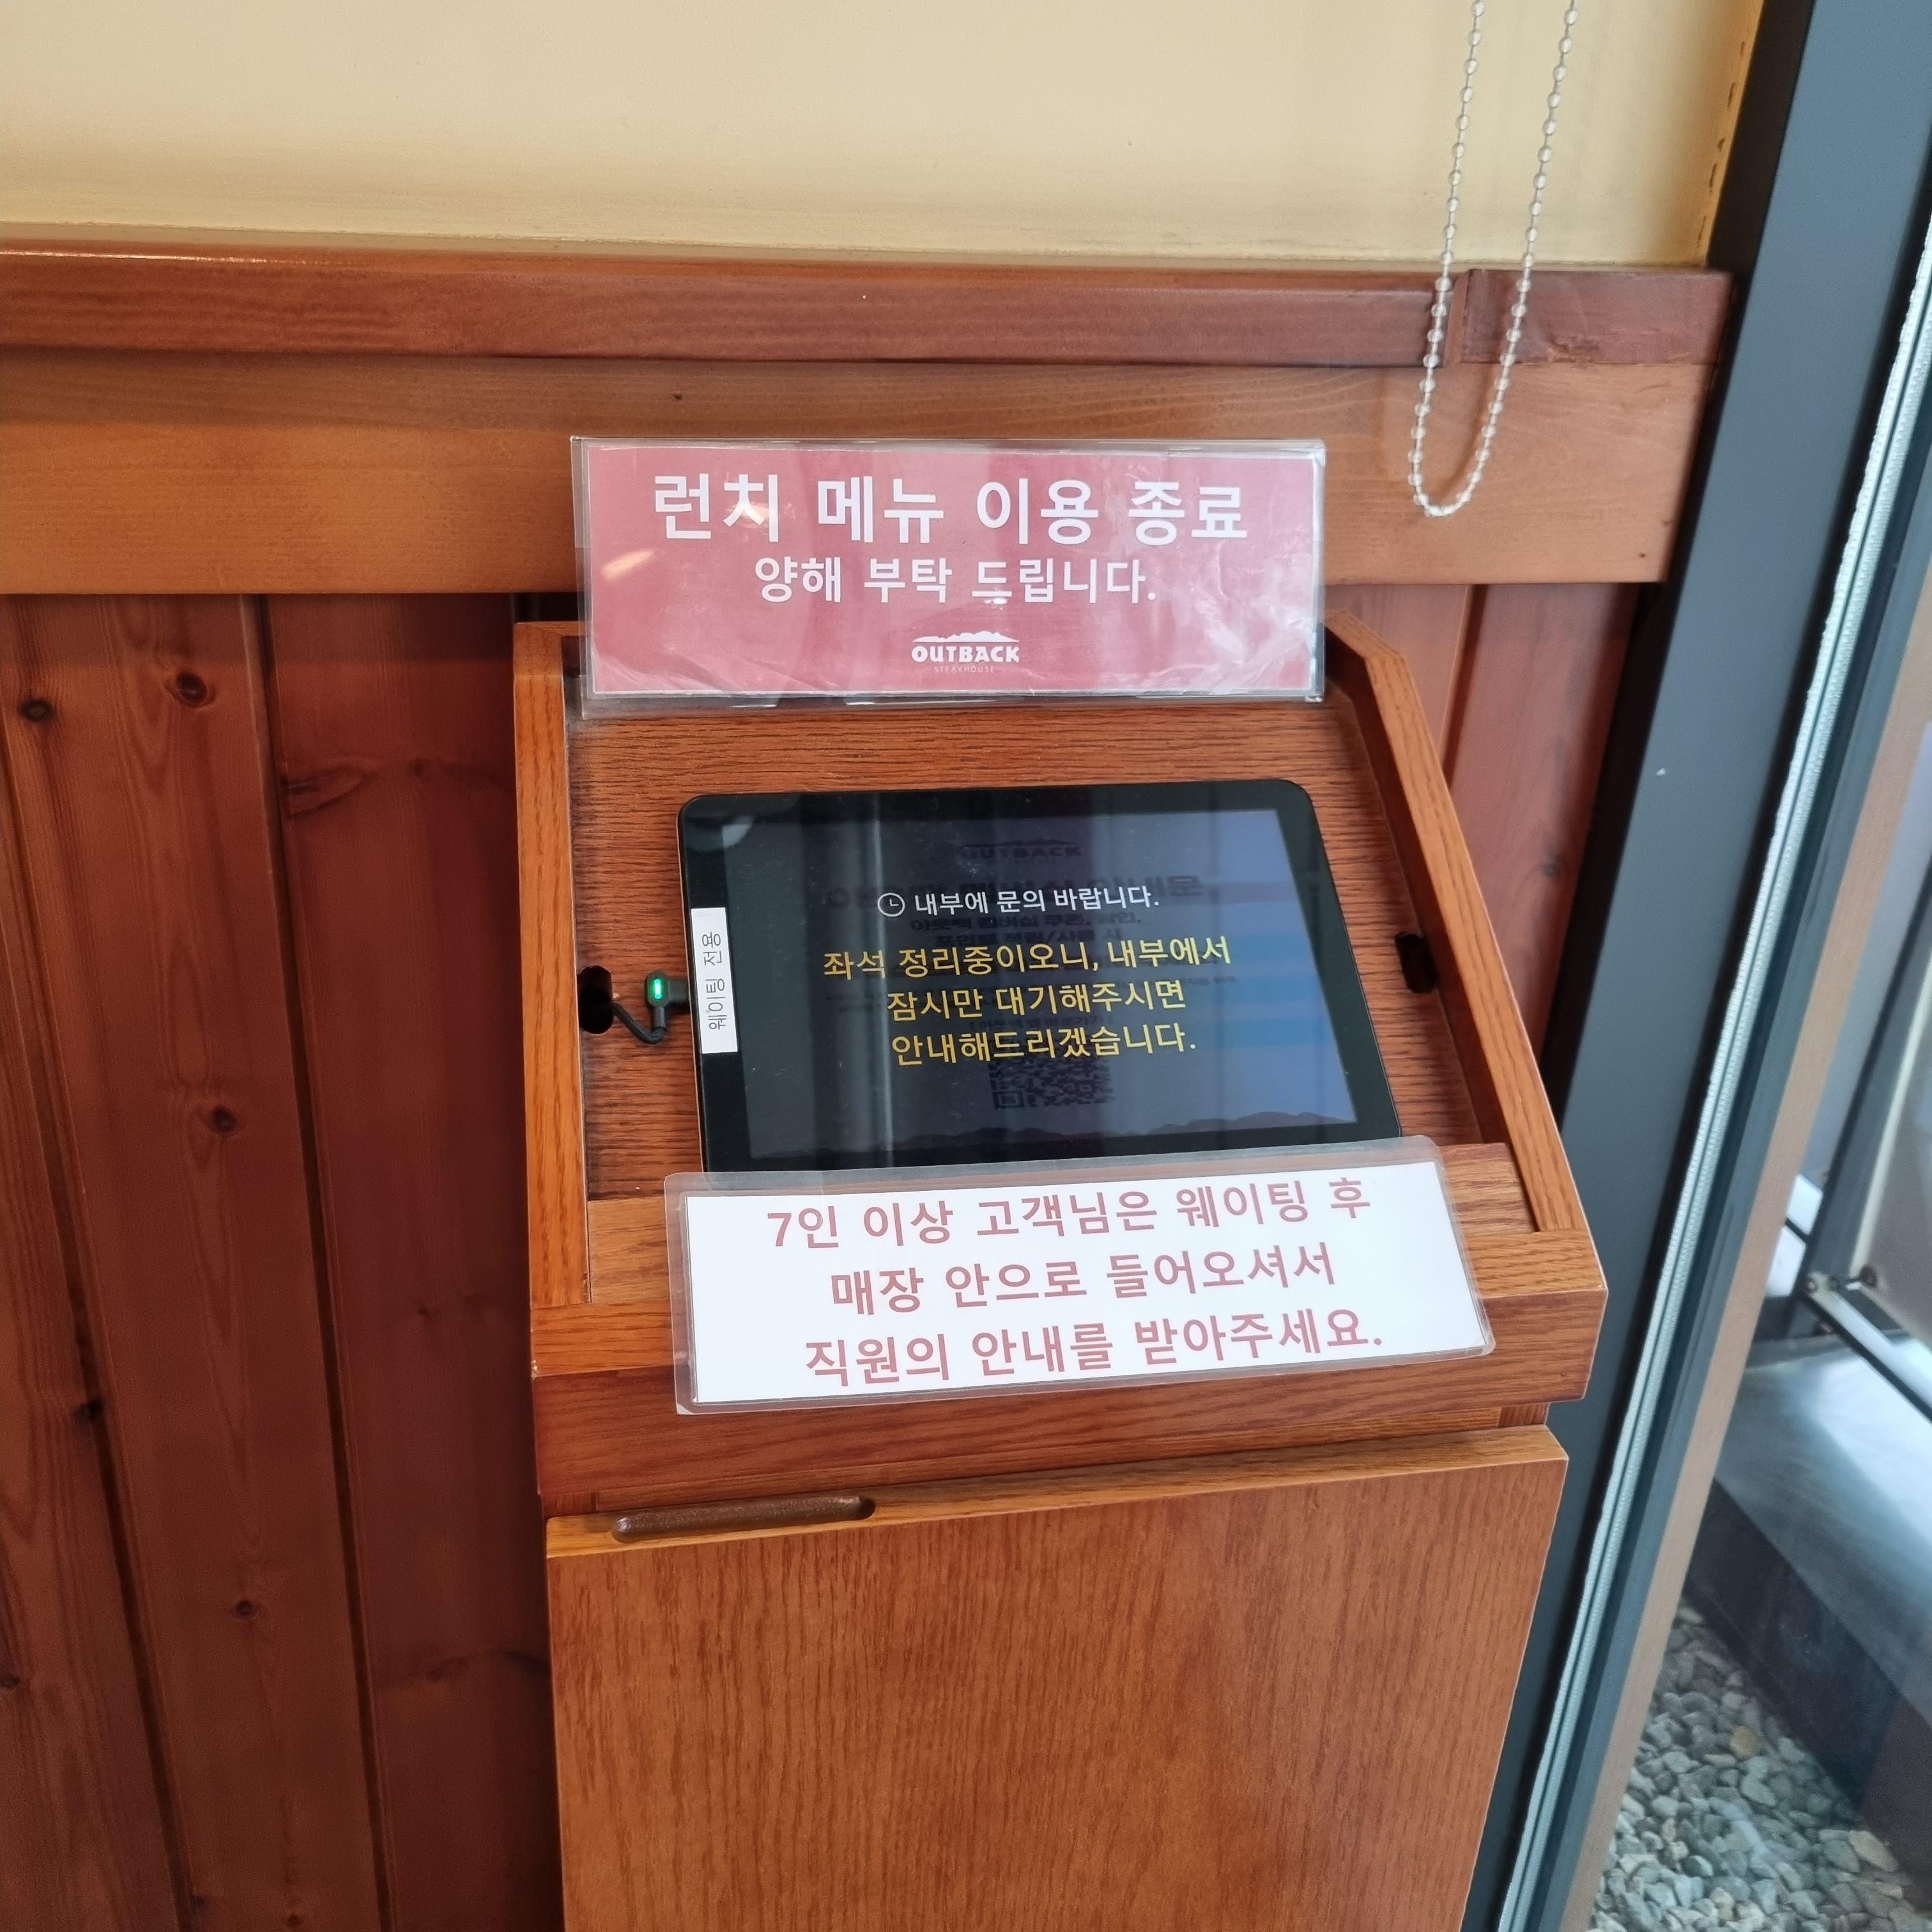 런치 메뉴 이용 종료
양해 부탁 드립니다.
OUTBACK
STEAKHOUSE
OUTBACK
내부에 문의 바랍니다.
좌석 정리중이오니, 내부에서
잠시만 대기해주시면
안내해드리겠습니다.
웨이팅 전용
7인 이상 고객님은 웨이팅 후
매장 안으로 들어오셔서
직원의 안내를 받아주세요.